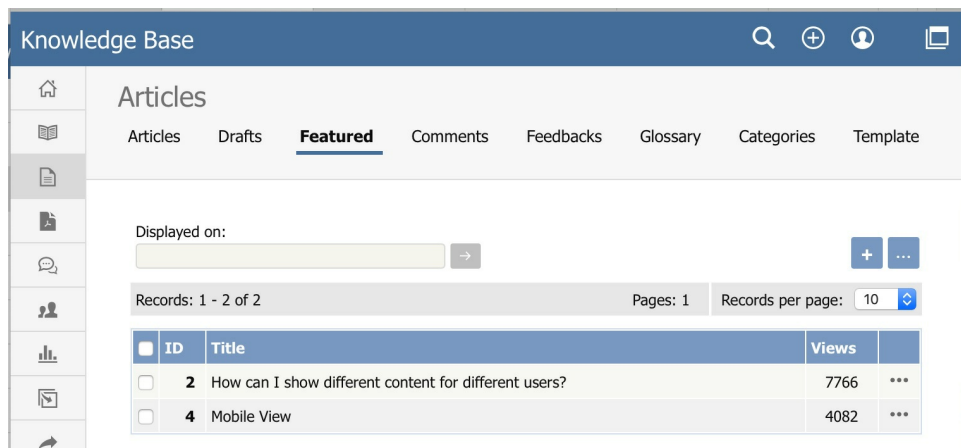 Knowledge Base
Articles
Articles Drafts Featured Comments Feedbacks Glossary Categories Template
Displayed on:
+ ...
Records: 1 - 2 of 2 Pages: 1 Records per page: 10
ID Title Views
2 How can I show different content for different users? 7766 •••
4 Mobile View 4082 •••